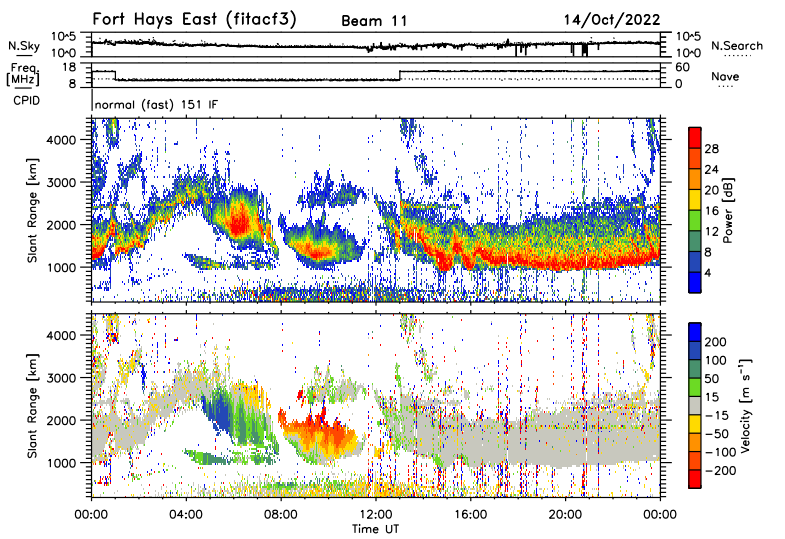 Fort Hays East (fitacf3) Beam 11 14/Oct/2022
N.Sky 10^5 10^0 10^5 10^0 N.Search
Freq. [MHz] 18 8 60 0 Nave
CPID normal (fast) 151 IF
Slant Range [km] 4000 3000 2000 1000
28 24 20 16 12 8 4 Power [dB]
Slant Range [km] 4000 3000 2000 1000
200 100 50 15 −15 −50 −100 −200 Velocity [m s⁻¹]
00:00 04:00 08:00 12:00 16:00 20:00 00:00
Time UT